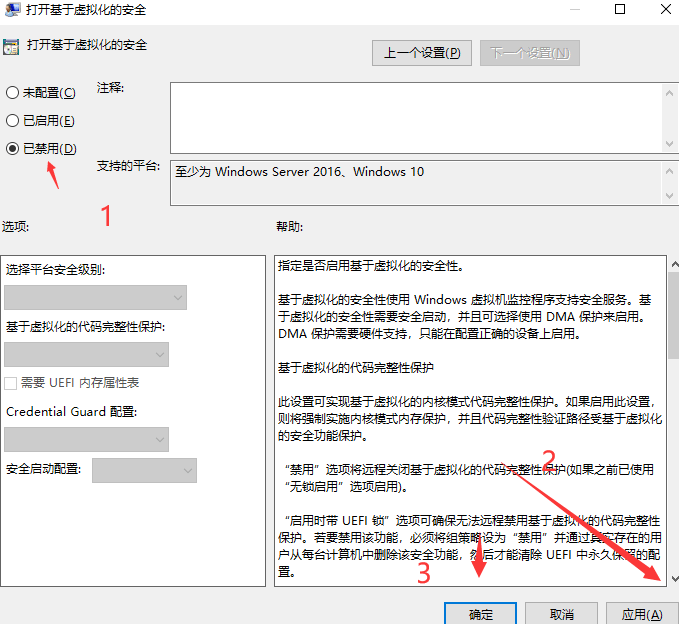 打开基于虚拟化的安全
打开基于虚拟化的安全
上一个设置(P)
下一个设置(N)
未配置(C)
注释:
已启用(E)
已禁用(D)
支持的平台:
至少为 Windows Server 2016、Windows 10
1
选项:
帮助:
选择平台安全级别:
基于虚拟化的代码完整性保护:
需要 UEFI 内存属性表
Credential Guard 配置:
安全启动配置:
指定是否启用基于虚拟化的安全性。
基于虚拟化的安全性使用 Windows 虚拟机监控程序支持安全服务。基
于虚拟化的安全性需要安全启动，并且可选择使用 DMA 保护来启用。
DMA 保护需要硬件支持，只能在配置正确的设备上启用。
基于虚拟化的代码完整性保护
此设置可实现基于虚拟化的内核模式代码完整性保护。如果启用此设置，
则将强制实施内核模式内存保护，并且代码完整性验证路径受基于虚拟化
的安全功能保护。
“禁用”选项将远程关闭基于虚拟化的代码完整性保护(如果之前已使用
“无锁启用”选项启用)。
2
“启用时带 UEFI 锁”选项可确保无法远程禁用基于虚拟化的代码完整性
保护。若要禁用该功能，必须将组策略设为“禁用”并通过真实存在的用
户从每台计算机中删除该安全功能，然后才能清除 UEFI 中永久保留的配
置。
3
确定
取消
应用(A)